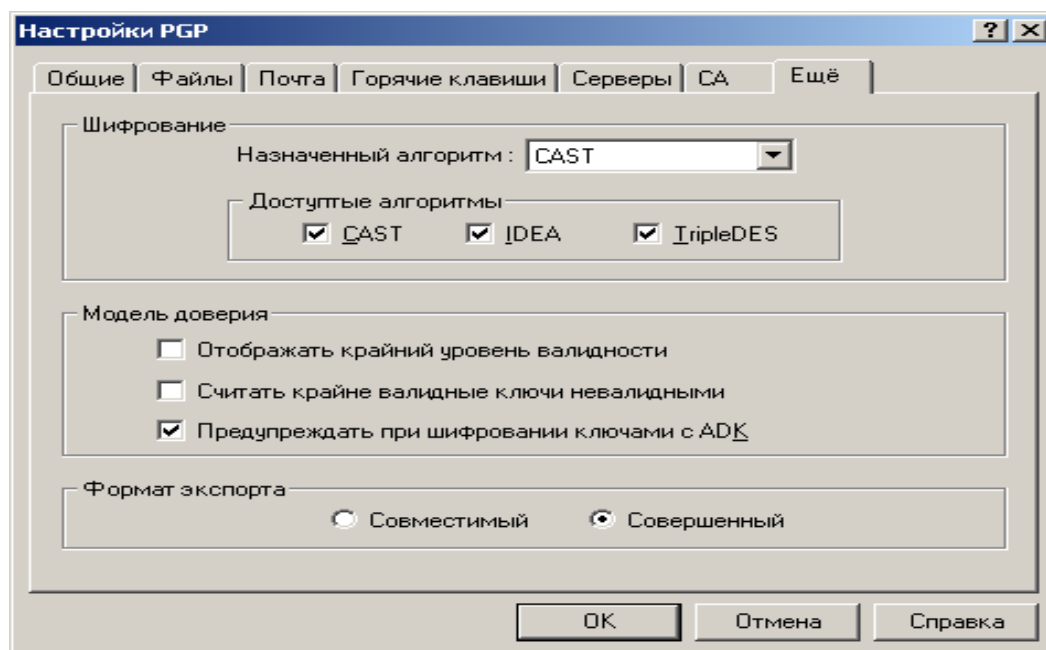 Настройки PGP
Общие Файлы Почта Горячие клавиши Серверы CA Ещё
Шифрование
Назначенный алгоритм : CAST
Доступтые алгоритмы
CAST IDEA TripleDES
Модель доверия
Отображать крайний уровень валидности
Считать крайне валидные ключи невалидными
Предупреждать при шифровании ключами с ADK
Формат экспорта
Совместимый Совершенный
OK Отмена Справка